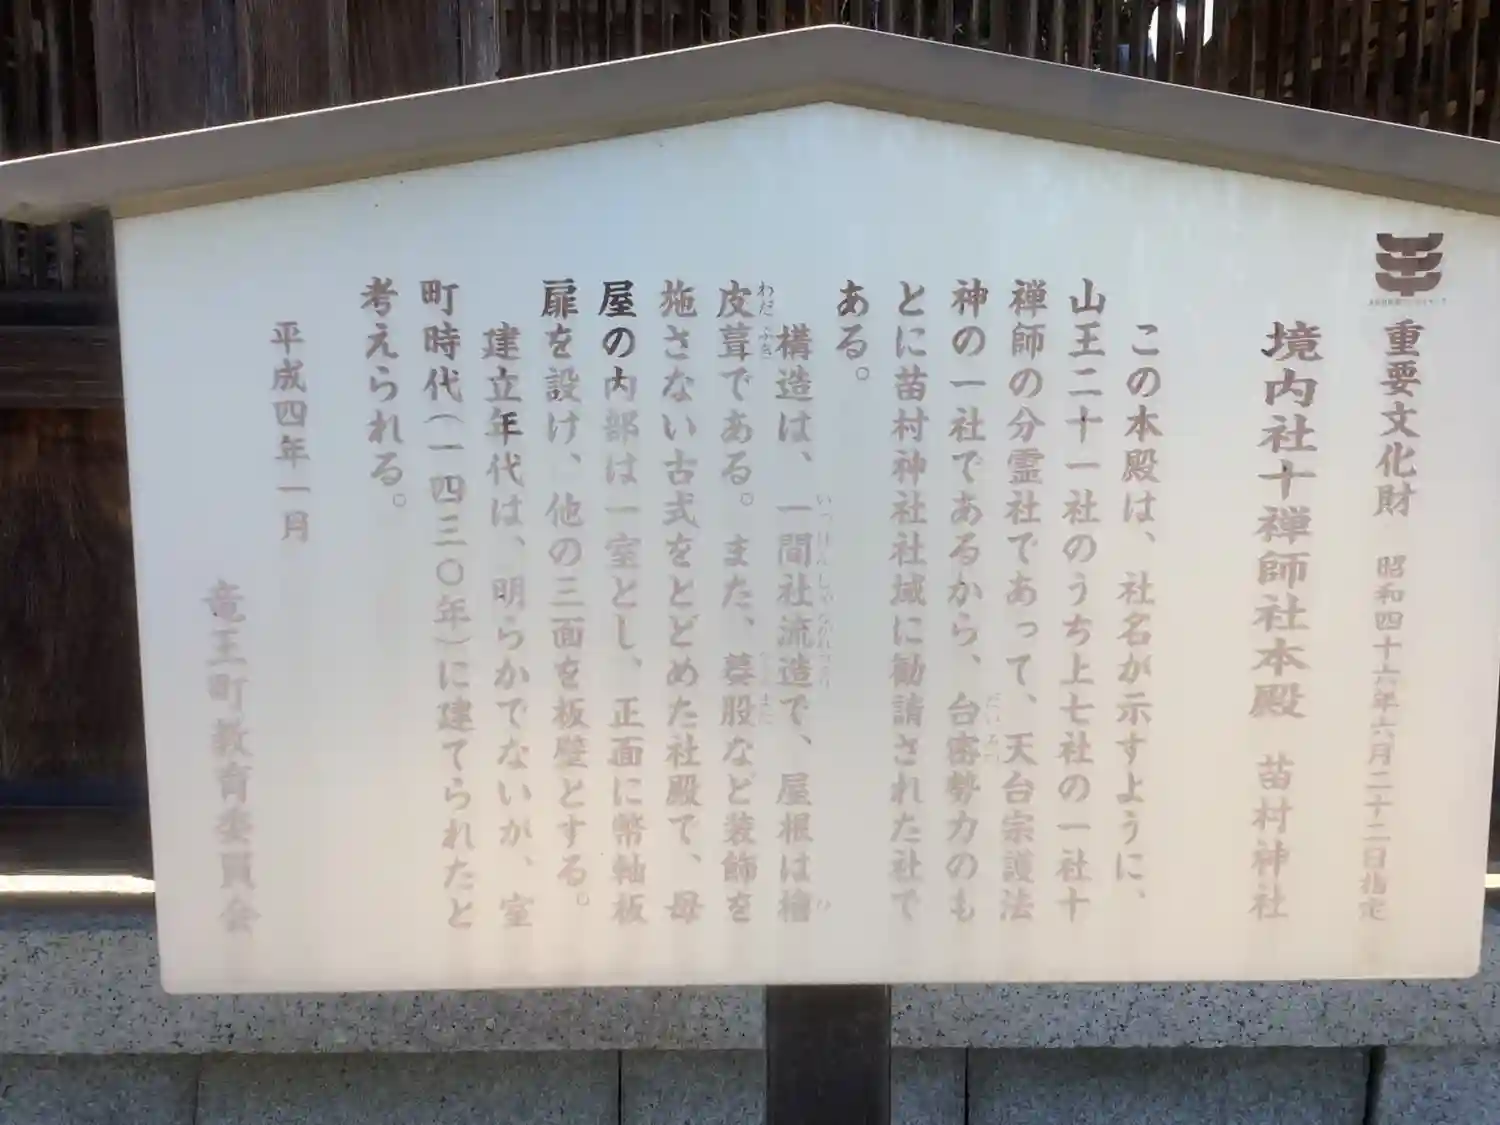 重要文化財 昭和四十六年六月二十二日指定
境内社十禅師社本殿 苗村神社
この本殿は、社名が示すように、
山王二十一社のうち上七社の一社十
禅師の分霊社であって、天台宗護法
神の一社であるから、台密勢力のも
とに苗村神社社域に勧請された社で
ある。
構造は、一間社流造で、屋根は檜
皮葺である。また、蟇股など装飾を
施さない古式をとどめた社殿で、母
屋の内部は一室とし、正面に幣軸板
扉を設け、他の三面を板壁とする。
建立年代は、明らかでないが、室
町時代(一四三〇年)に建てられたと
考えられる。
平成四年一月
竜王町教育委員会